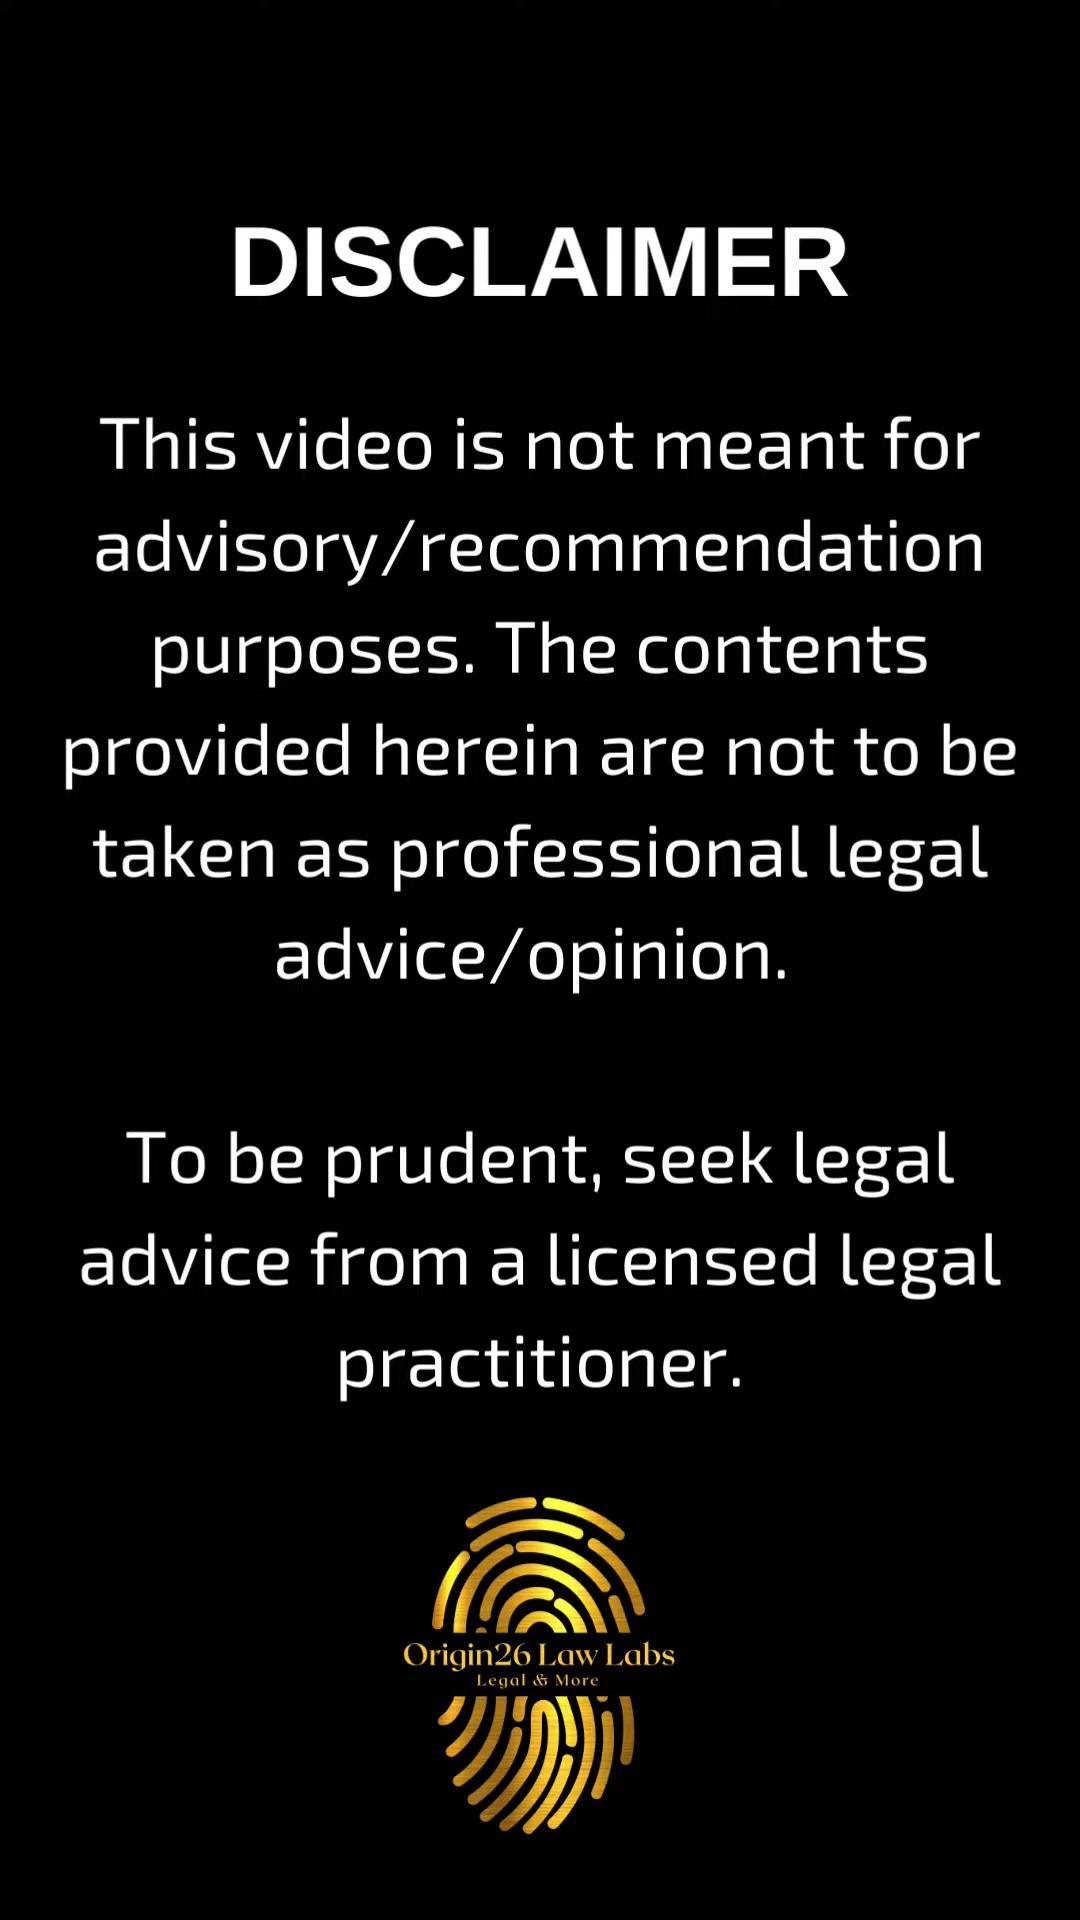 DISCLAIMER
This video is not meant for
advisory/recommendation
purposes. The contents
provided herein are not to be
taken as professional legal
advice/opinion.
To be prudent, seek legal
advice from a licensed legal
practitioner.
Origin26 Law Labs
Legal & More